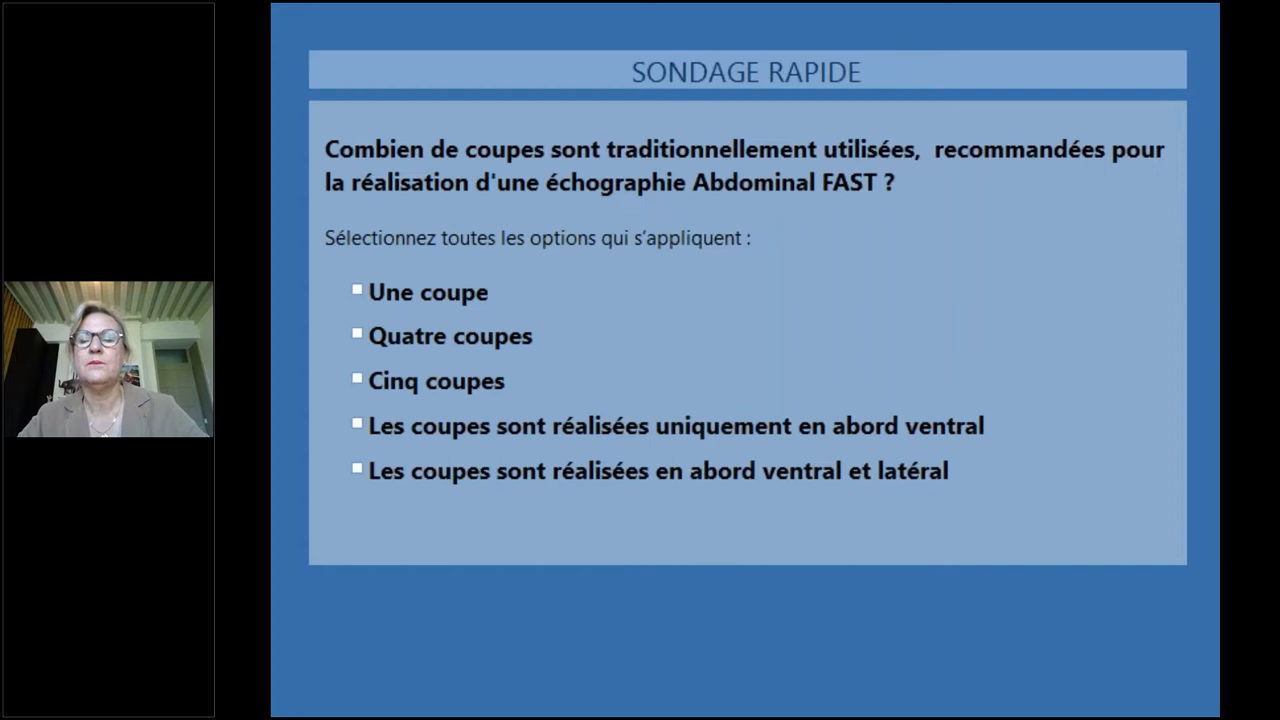 SONDAGE RAPIDE
Combien de coupes sont traditionnellement utilisées,  recommandées pour
la réalisation d'une échographie Abdominal FAST ?
Sélectionnez toutes les options qui s’appliquent :
Une coupe
Quatre coupes
Cinq coupes
Les coupes sont réalisées uniquement en abord ventral
Les coupes sont réalisées en abord ventral et latéral